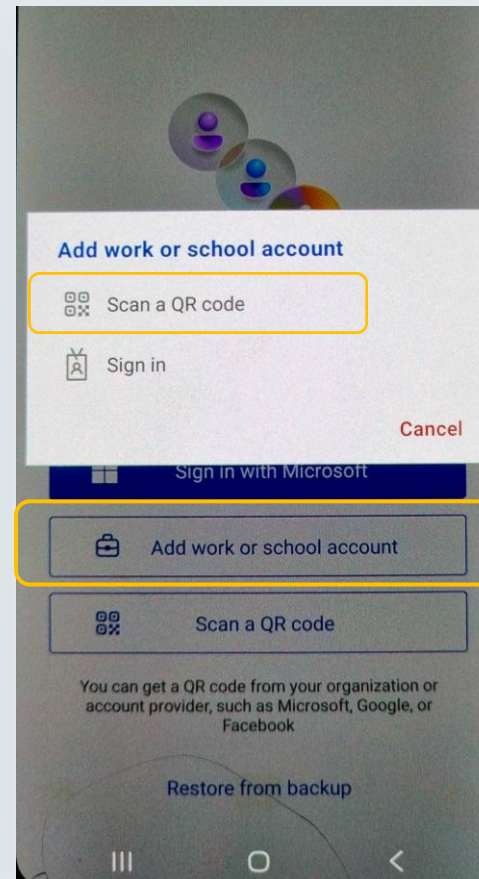 Add work or school account
Scan a QR code
Sign in
Cancel
Sign in with Microsoft
Add work or school account
Scan a QR code
You can get a QR code from your organization or
account provider, such as Microsoft, Google, or
Facebook
Restore from backup